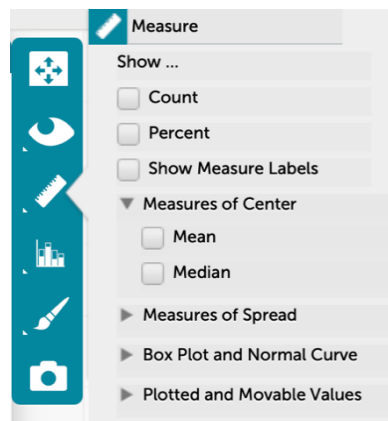 Measure
Show ...
Count
Percent
Show Measure Labels
Measures of Center
Mean
Median
Measures of Spread
Box Plot and Normal Curve
Plotted and Movable Values